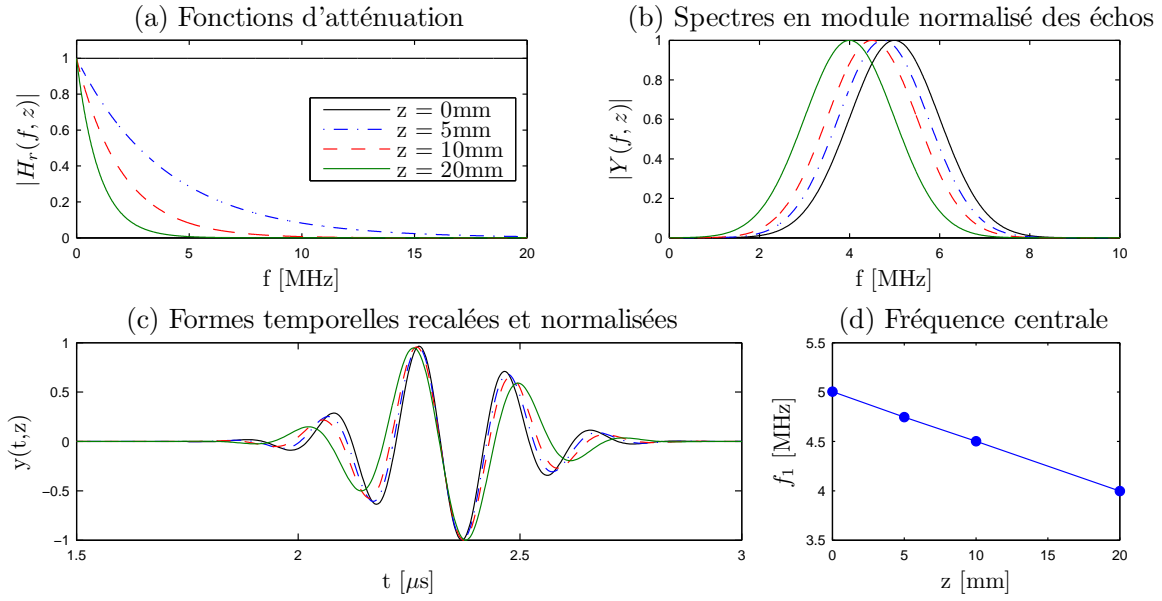 (a) Fonctions d'atténuation
|H_r(f, z)|
1
0.8
0.6
0.4
0.2
0
0 5 10 15 20
f [MHz]
z = 0mm
z = 5mm
z = 10mm
z = 20mm
(b) Spectres en module normalisé des échos
|Y(f, z)|
1
0.8
0.6
0.4
0.2
0
0 2 4 6 8 10
f [MHz]
(c) Formes temporelles recalées et normalisées
y(t,z)
1
0.5
0
−0.5
−1
1.5 2 2.5 3
t [μs]
(d) Fréquence centrale
f_1 [MHz]
5.5
5
4.5
4
3.5
0 5 10 15 20
z [mm]